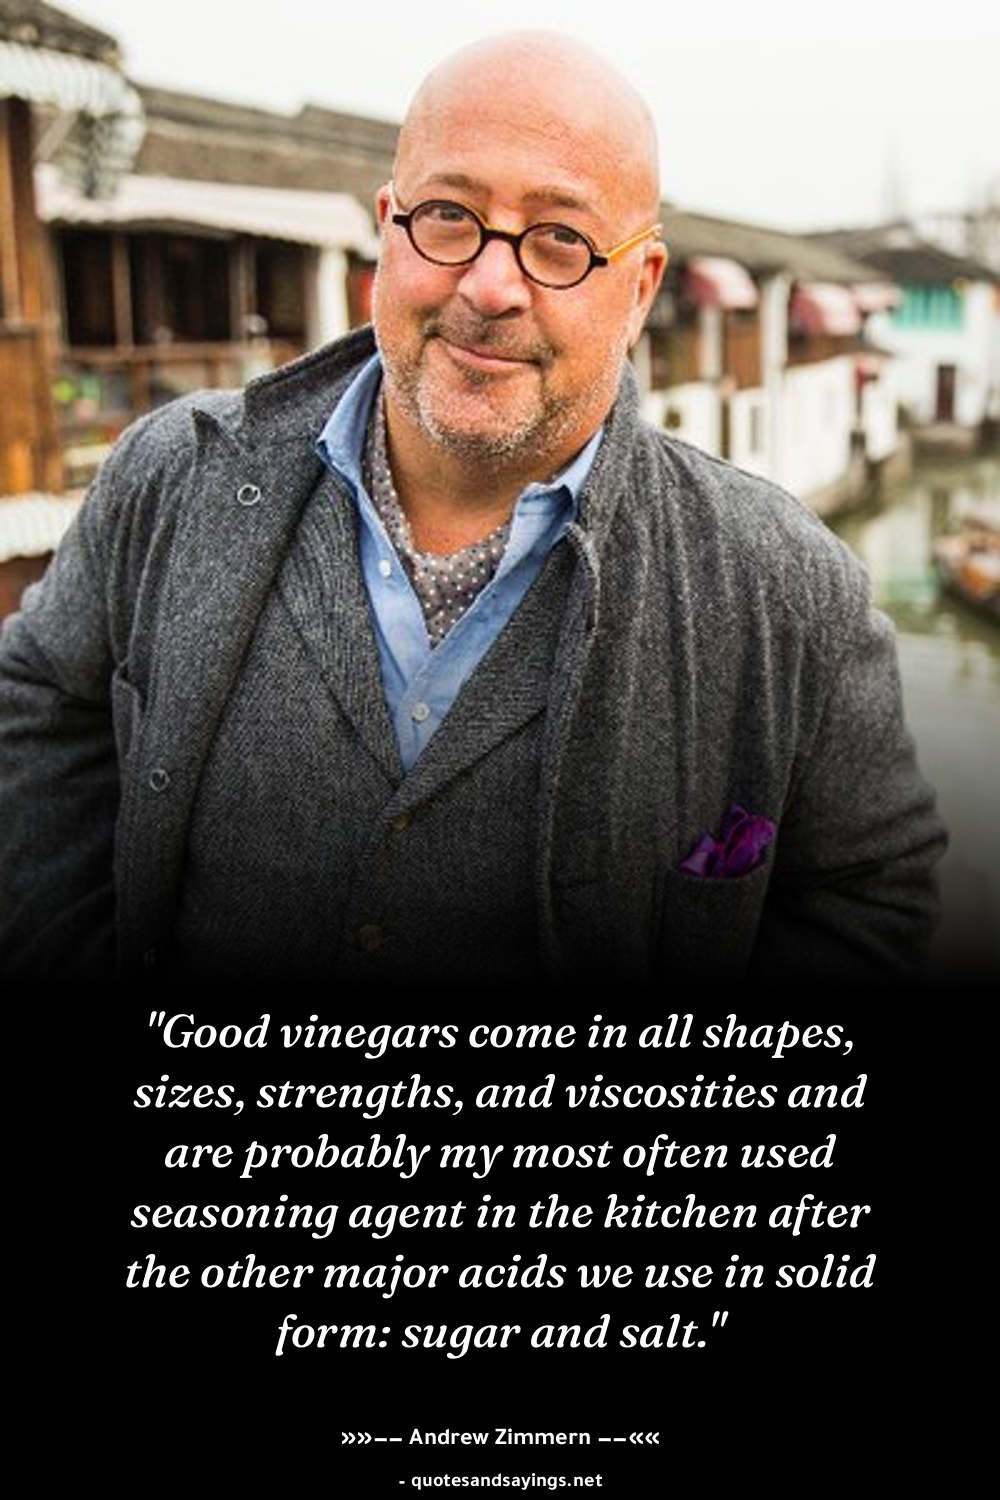 "Good vinegars come in all shapes,
sizes, strengths, and viscosities and
are probably my most often used
seasoning agent in the kitchen after
the other major acids we use in solid
form: sugar and salt."
»»−− Andrew Zimmern −−««
- quotesandsayings.net